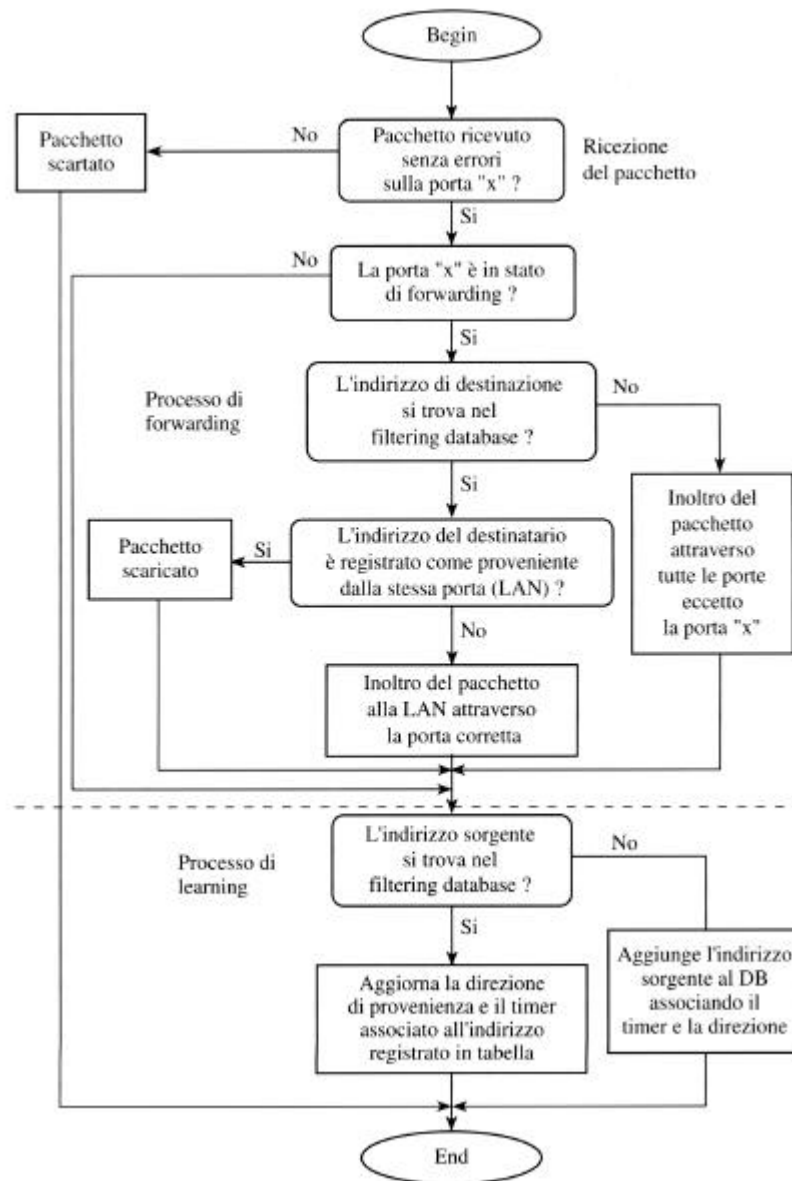 Begin
Pacchetto
scartato
No
Pacchetto ricevuto
senza errori
sulla porta "x" ?
Ricezione
del pacchetto
Si
No
La porta "x" è in stato
di forwarding ?
Si
Processo di
forwarding
L'indirizzo di destinazione
si trova nel
filtering database ?
No
Si
Inoltro del
pacchetto
attraverso
tutte le porte
eccetto
la porta "x"
Pacchetto
scaricato
Si
L'indirizzo del destinatario
è registrato come proveniente
dalla stessa porta (LAN) ?
No
Inoltro del pacchetto
alla LAN attraverso
la porta corretta
Processo di
learning
L'indirizzo sorgente
si trova nel
filtering database ?
No
Si
Aggiorna la direzione
di provenienza e il timer
associato all'indirizzo
registrato in tabella
Aggiunge l'indirizzo
sorgente al DB
associando il
timer e la direzione
End